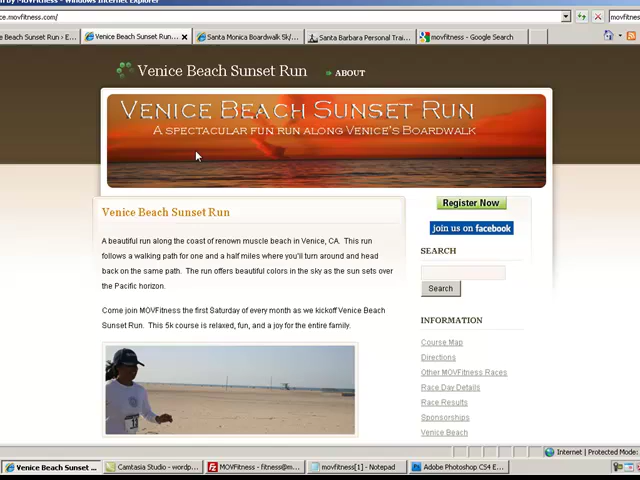 n by MovFitness - Windows Internet Explorer
ce.movfitness.com/
movfitness
e Beach Sunset Run › E...
Venice Beach Sunset Run...
Santa Monica Boardwalk 5k/...
Santa Barbara Personal Trai...
movfitness - Google Search
Venice Beach Sunset Run
ABOUT
Venice Beach Sunset Run
A spectacular fun run along Venice's Boardwalk
Venice Beach Sunset Run
A beautiful run along the coast of renown muscle beach in Venice, CA. This run
follows a walking path for one and a half miles where you'll turn around and head
back on the same path. The run offers beautiful colors in the sky as the sun sets over
the Pacific horizon.
Come join MOVFitness the first Saturday of every month as we kickoff Venice Beach
Sunset Run. This 5k course is relaxed, fun, and a joy for the entire family.
Register Now
join us on facebook
SEARCH
Search
INFORMATION
Course Map
Directions
Other MOVFitness Races
Race Day Details
Race Results
Sponsorships
Venice Beach
Internet | Protected Mode:
Venice Beach Sunset ...
Camtasia Studio - wordp...
MOVFitness - fitness@m...
movfitness[1] - Notepad
Adobe Photoshop CS4 E...